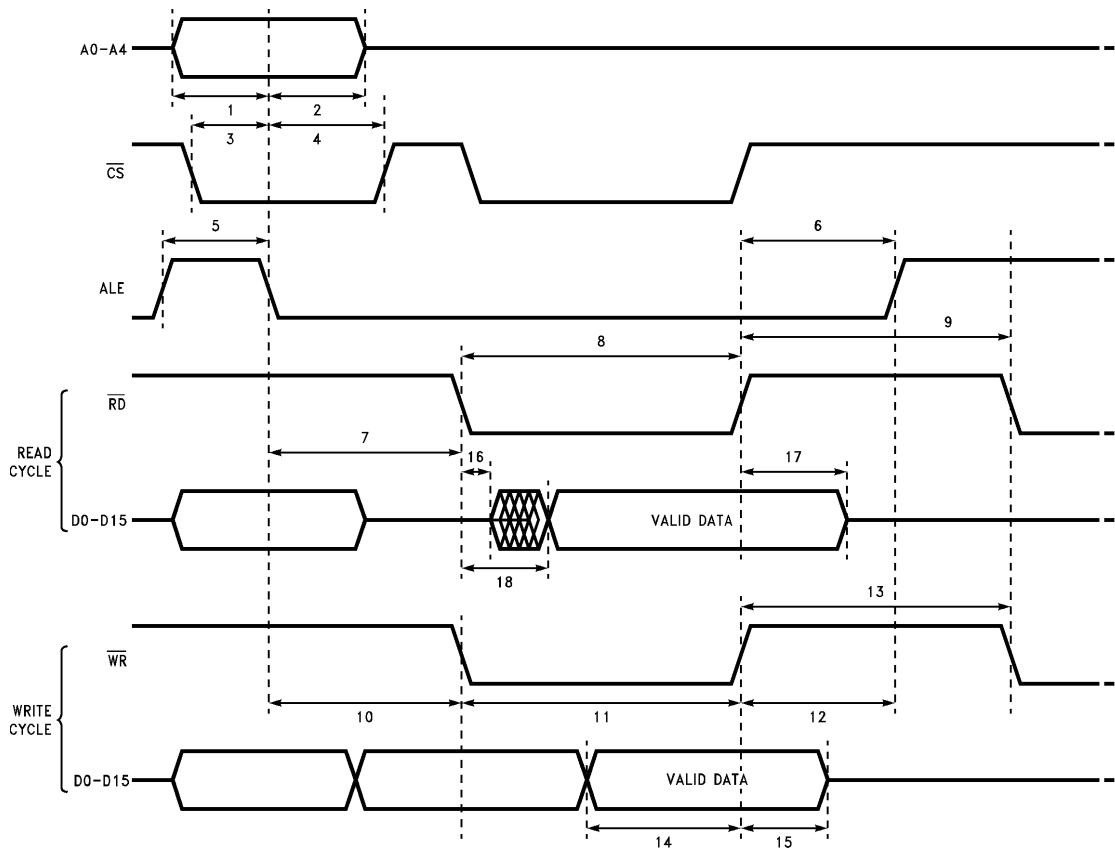 A0-A4
1
2
3
4
CS
5
6
ALE
9
8
RD
7
READ
CYCLE
16
17
D0-D15
VALID DATA
18
13
WR
10
11
12
WRITE
CYCLE
D0-D15
VALID DATA
14
15